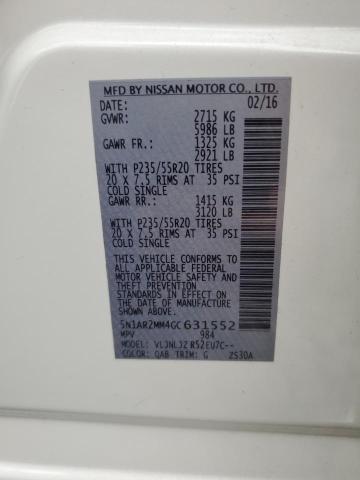 MFD BY NISSAN MOTOR CO., LTD.
DATE: 02/16
GVWR: 2715 KG
5986 LB
GAWR FR.: 1325 KG
2921 LB
WITH P235/55R20 TIRES
20 X 7.5 RIMS AT 35 PSI
COLD SINGLE
GAWR RR.: 1415 KG
3120 LB
WITH P235/55R20 TIRES
20 X 7.5 RIMS AT 35 PSI
COLD SINGLE
THIS VEHICLE CONFORMS TO ALL
APPLICABLE FEDERAL MOTOR
VEHICLE SAFETY, BUMPER, AND
THEFT PREVENTION STANDARDS
IN EFFECT ON THE DATE OF
MANUFACTURE SHOWN ABOVE.
5N1AR2MM4GC631552
MPV 984
MODEL: VLJNLJZ R52EU7C--
COLOR: QAB TRIM: G ZS30A